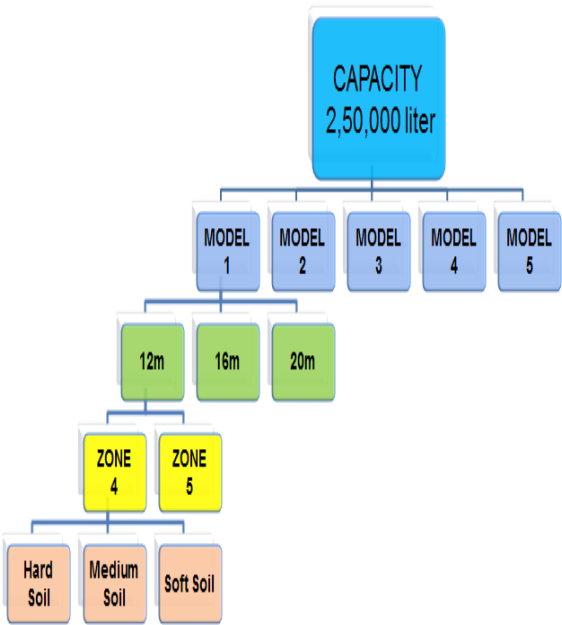 CAPACITY
2,50,000 liter
MODEL
1
MODEL
2
MODEL
3
MODEL
4
MODEL
5
12m
16m
20m
ZONE
4
ZONE
5
Hard
Soil
Medium
Soil
Soft Soil